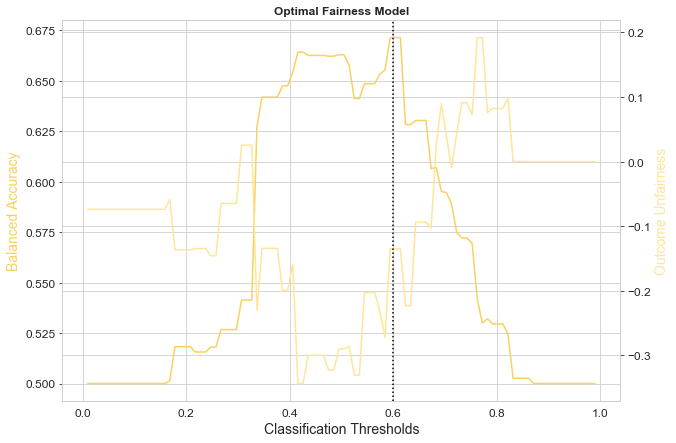 Optimal Fairness Model
0.675
0.650
0.625
0.600
0.575
0.550
0.525
0.500
Balanced Accuracy
0.2
0.1
0.0
−0.1
−0.2
−0.3
Outcome Unfairness
0.0 0.2 0.4 0.6 0.8 1.0
Classification Thresholds